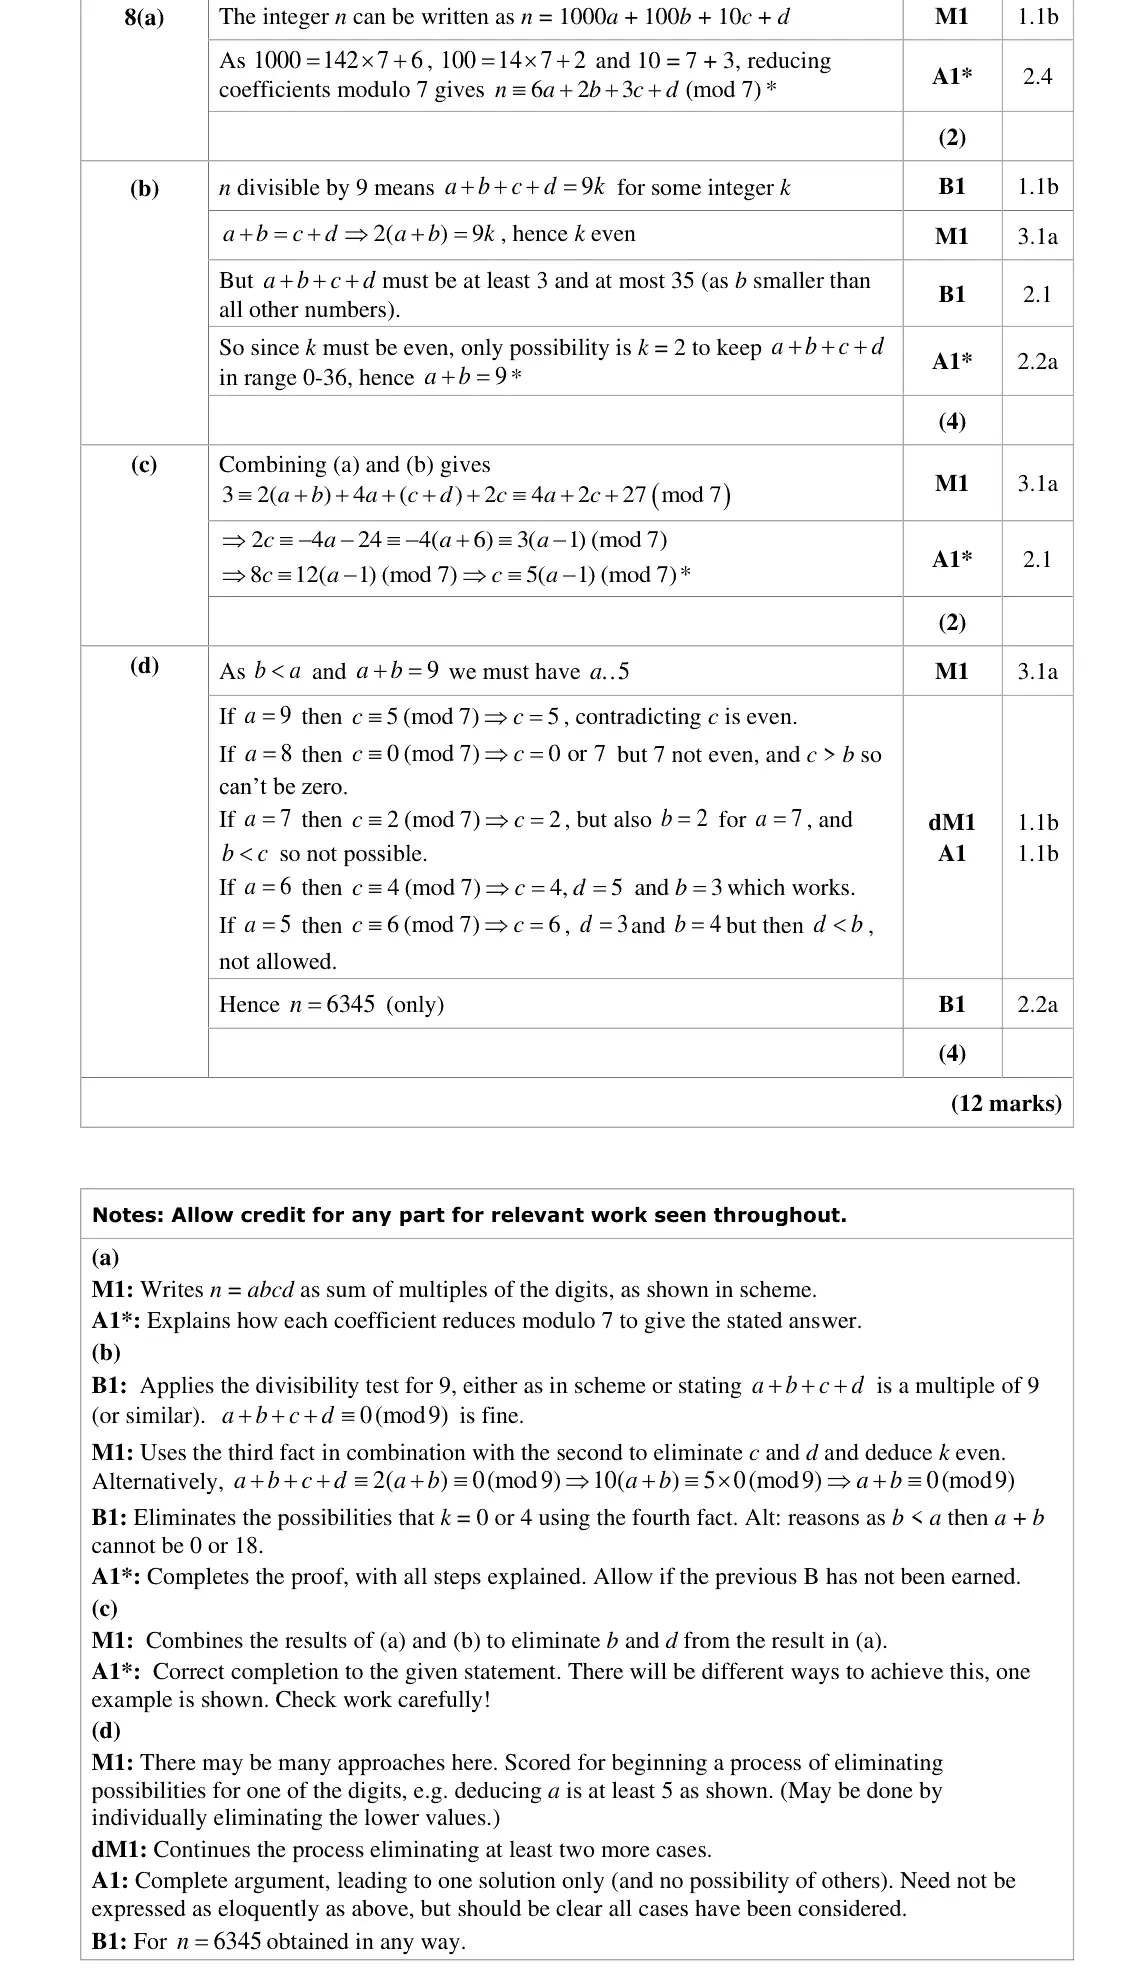 8(a) The integer n can be written as n = 1000a + 100b + 10c + d M1 1.1b
As 1000 = 142×7 + 6, 100 = 14×7 + 2 and 10 = 7 + 3, reducing
coefficients modulo 7 gives n ≡ 6a + 2b + 3c + d (mod 7) * A1* 2.4
(2)
(b) n divisible by 9 means a + b + c + d = 9k for some integer k B1 1.1b
a + b = c + d ⇒ 2(a + b) = 9k, hence k even M1 3.1a
But a + b + c + d must be at least 3 and at most 35 (as b smaller than
all other numbers). B1 2.1
So since k must be even, only possibility is k = 2 to keep a + b + c + d
in range 0-36, hence a + b = 9 * A1* 2.2a
(4)
(c) Combining (a) and (b) gives
3 ≡ 2(a + b) + 4a + (c + d) + 2c ≡ 4a + 2c + 27 (mod 7) M1 3.1a
⇒ 2c ≡ −4a − 24 ≡ −4(a + 6) ≡ 3(a − 1) (mod 7)
⇒ 8c ≡ 12(a − 1) (mod 7) ⇒ c ≡ 5(a − 1) (mod 7) * A1* 2.1
(2)
(d) As b < a and a + b = 9 we must have a..5 M1 3.1a
If a = 9 then c ≡ 5 (mod 7) ⇒ c = 5, contradicting c is even.
If a = 8 then c ≡ 0 (mod 7) ⇒ c = 0 or 7 but 7 not even, and c > b so
can't be zero.
If a = 7 then c ≡ 2 (mod 7) ⇒ c = 2, but also b = 2 for a = 7, and dM1 1.1b
b < c so not possible. A1 1.1b
If a = 6 then c ≡ 4 (mod 7) ⇒ c = 4, d = 5 and b = 3 which works.
If a = 5 then c ≡ 6 (mod 7) ⇒ c = 6, d = 3 and b = 4 but then d < b,
not allowed.
Hence n = 6345 (only) B1 2.2a
(4)
(12 marks)
Notes: Allow credit for any part for relevant work seen throughout.
(a)
M1: Writes n = abcd as sum of multiples of the digits, as shown in scheme.
A1*: Explains how each coefficient reduces modulo 7 to give the stated answer.
(b)
B1: Applies the divisibility test for 9, either as in scheme or stating a + b + c + d is a multiple of 9
(or similar). a + b + c + d ≡ 0 (mod 9) is fine.
M1: Uses the third fact in combination with the second to eliminate c and d and deduce k even.
Alternatively, a + b + c + d ≡ 2(a + b) ≡ 0 (mod 9) ⇒ 10(a + b) ≡ 5×0 (mod 9) ⇒ a + b ≡ 0 (mod 9)
B1: Eliminates the possibilities that k = 0 or 4 using the fourth fact. Alt: reasons as b < a then a + b
cannot be 0 or 18.
A1*: Completes the proof, with all steps explained. Allow if the previous B has not been earned.
(c)
M1: Combines the results of (a) and (b) to eliminate b and d from the result in (a).
A1*: Correct completion to the given statement. There will be different ways to achieve this, one
example is shown. Check work carefully!
(d)
M1: There may be many approaches here. Scored for beginning a process of eliminating
possibilities for one of the digits, e.g. deducing a is at least 5 as shown. (May be done by
individually eliminating the lower values.)
dM1: Continues the process eliminating at least two more cases.
A1: Complete argument, leading to one solution only (and no possibility of others). Need not be
expressed as eloquently as above, but should be clear all cases have been considered.
B1: For n = 6345 obtained in any way.